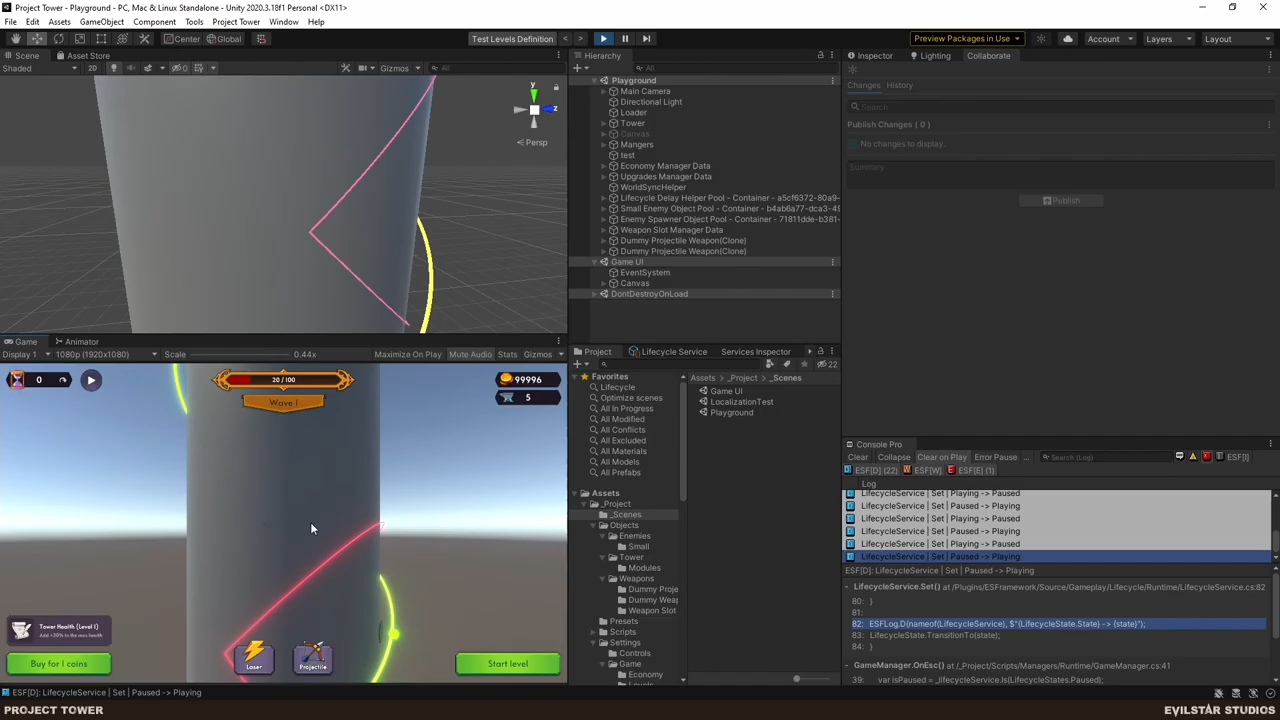 Project Tower - Playground - PC, Mac & Linux Standalone - Unity 2020.3.18f1 Personal <DX11>
File Edit Assets GameObject Component Tools Project Tower Window Help
Center Global Test Levels Definition Preview Packages in Use Account Layers Layout
Scene Asset Store
Shaded 2D 0 Gizmos All
y
z
Persp
Hierarchy
All
Playground
Main Camera
Directional Light
Loader
Tower
Canvas
Mangers
test
Economy Manager Data
Upgrades Manager Data
WorldSyncHelper
Lifecycle Delay Helper Pool - Container - a5cf6372-80a9-
Small Enemy Object Pool - Container - b4ab6a77-dca3-49
Enemy Spawner Object Pool - Container - 71811dde-b381-
Weapon Slot Manager Data
Dummy Projectile Weapon(Clone)
Dummy Projectile Weapon(Clone)
Game UI
EventSystem
Canvas
DontDestroyOnLoad
Inspector Lighting Collaborate
Changes History
Search
Publish Changes ( 0 )
No changes to display.
Summary
Publish
Game Animator
Display 1 1080p (1920x1080) Scale 0.44x Maximize On Play Mute Audio Stats Gizmos
0
20/100
Wave 1
99996
5
Tower Health (Level 1)
Add +20% to the max health
Buy for 1 coins
Laser
Projectile
Start level
Project Lifecycle Service Services Inspector
22
Favorites
Lifecycle
Optimize scenes
All In Progress
All Modified
All Conflicts
All Excluded
All Materials
All Models
All Prefabs
Assets
_Project
_Scenes
Objects
Enemies
Small
Tower
Modules
Weapons
Dummy Proje
Dummy Weap
Weapon Slot
Presets
Scripts
Settings
Controls
Game
Economy
Assets > _Project > _Scenes
Game UI
LocalizationTest
Playground
Console Pro
Clear Collapse Clear on Play Error Pause ... Search (Log) ESF[I]
ESF[D] (22) ESF[W] ESF[E] (1)
Log
LifecycleService | Set | Playing -> Paused
LifecycleService | Set | Paused -> Playing
LifecycleService | Set | Playing -> Paused
LifecycleService | Set | Paused -> Playing
LifecycleService | Set | Playing -> Paused
LifecycleService | Set | Paused -> Playing
ESF[D]: LifecycleService | Set | Paused -> Playing
- LifecycleService.Set() at /Plugins/ESFramework/Source/Gameplay/Lifecycle/Runtime/LifecycleService.cs:82
80: }
81:
82: ESFLog.D(nameof(LifecycleService), $"{LifecycleState.State} -> {state}");
83: LifecycleState.TransitionTo(state);
84: }
- GameManager.OnEsc() at /_Project/Scripts/Managers/Runtime/GameManager.cs:41
39: var isPaused = _lifecycleService.Is(LifecycleStates.Paused);
ESF[D]: LifecycleService | Set | Paused -> Playing
PROJECT TOWER
EVILSTAR STUDIOS